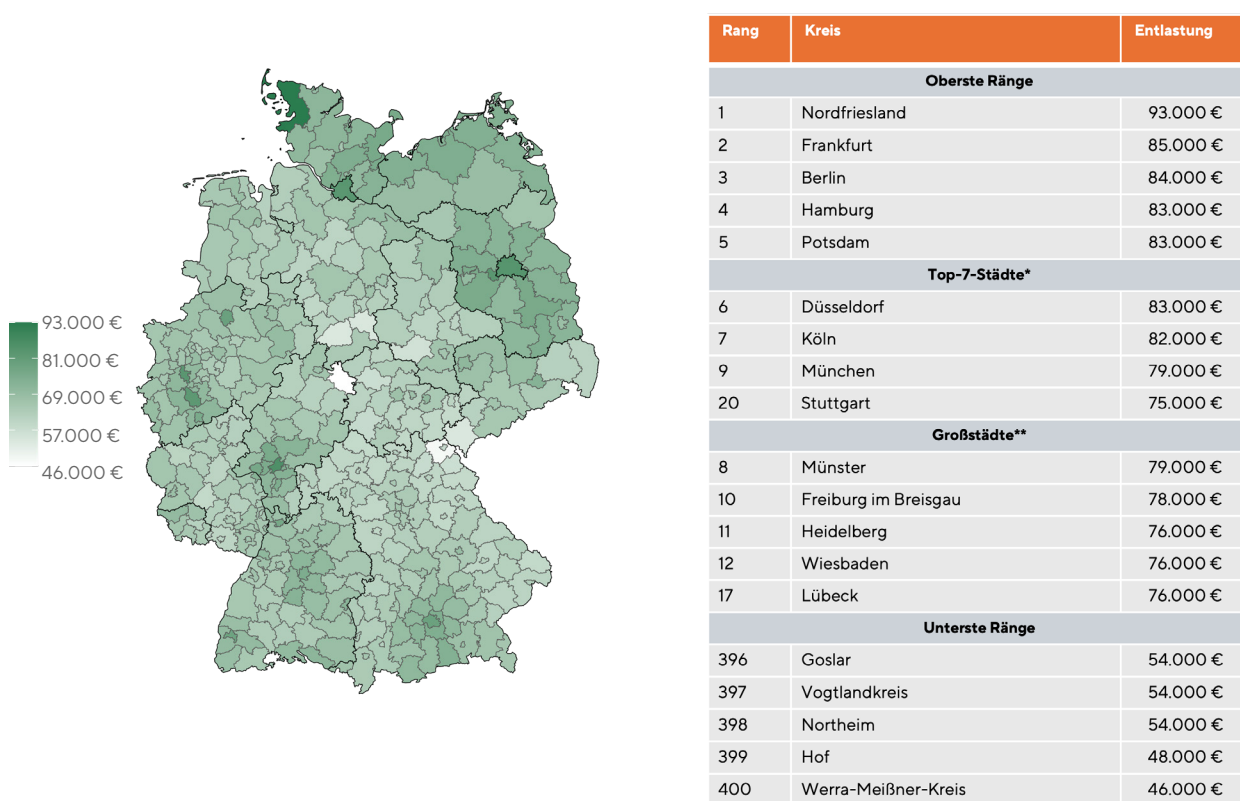 93.000 €
81.000 €
69.000 €
57.000 €
46.000 €
Rang Kreis Entlastung
Oberste Ränge
1 Nordfriesland 93.000 €
2 Frankfurt 85.000 €
3 Berlin 84.000 €
4 Hamburg 83.000 €
5 Potsdam 83.000 €
Top-7-Städte*
6 Düsseldorf 83.000 €
7 Köln 82.000 €
9 München 79.000 €
20 Stuttgart 75.000 €
Großstädte**
8 Münster 79.000 €
10 Freiburg im Breisgau 78.000 €
11 Heidelberg 76.000 €
12 Wiesbaden 76.000 €
17 Lübeck 76.000 €
Unterste Ränge
396 Goslar 54.000 €
397 Vogtlandkreis 54.000 €
398 Northeim 54.000 €
399 Hof 48.000 €
400 Werra-Meißner-Kreis 46.000 €